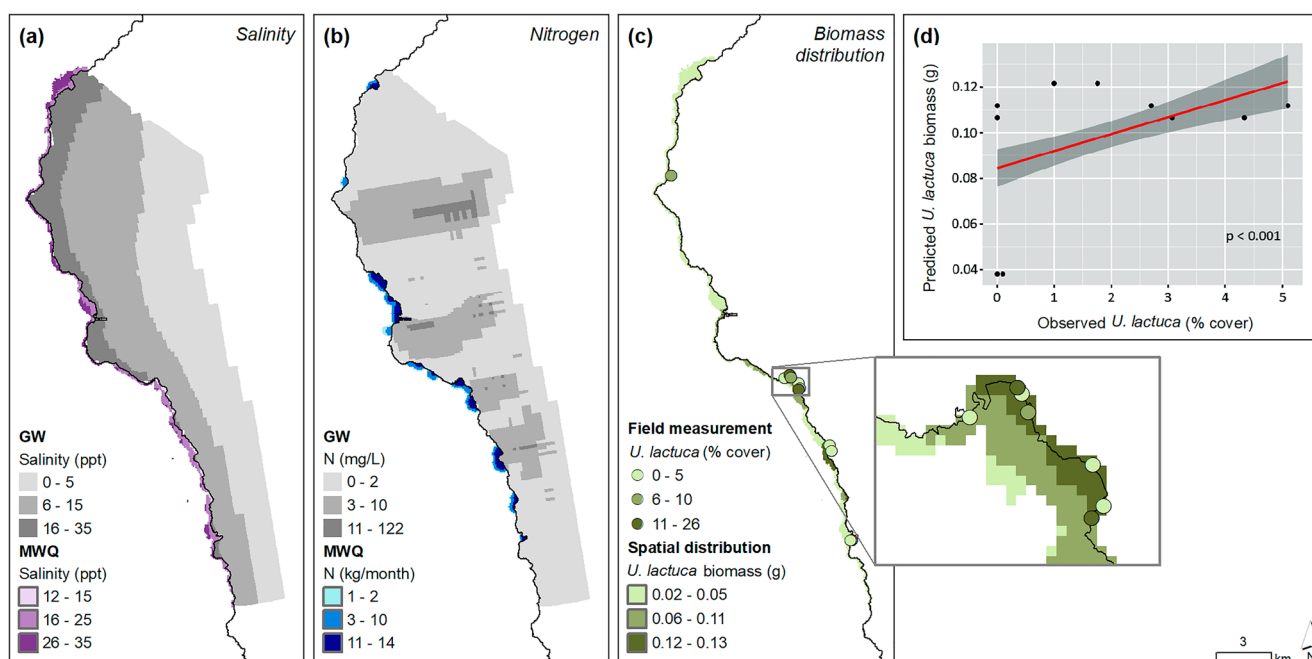 (a)
Salinity
GW
Salinity (ppt)
0 - 5
6 - 15
16 - 35
MWQ
Salinity (ppt)
12 - 15
16 - 25
26 - 35
(b)
Nitrogen
GW
N (mg/L)
0 - 2
3 - 10
11 - 122
MWQ
N (kg/month)
1 - 2
3 - 10
11 - 14
(c)
Biomass
distribution
Field measurement
U. lactuca (% cover)
0 - 5
6 - 10
11 - 26
Spatial distribution
U. lactuca biomass (g)
0.02 - 0.05
0.06 - 0.11
0.12 - 0.13
(d)
Predicted U. lactuca biomass (g)
0.12
0.10
0.08
0.06
0.04
p < 0.001
0 1 2 3 4 5
Observed U. lactuca (% cover)
3
km
N